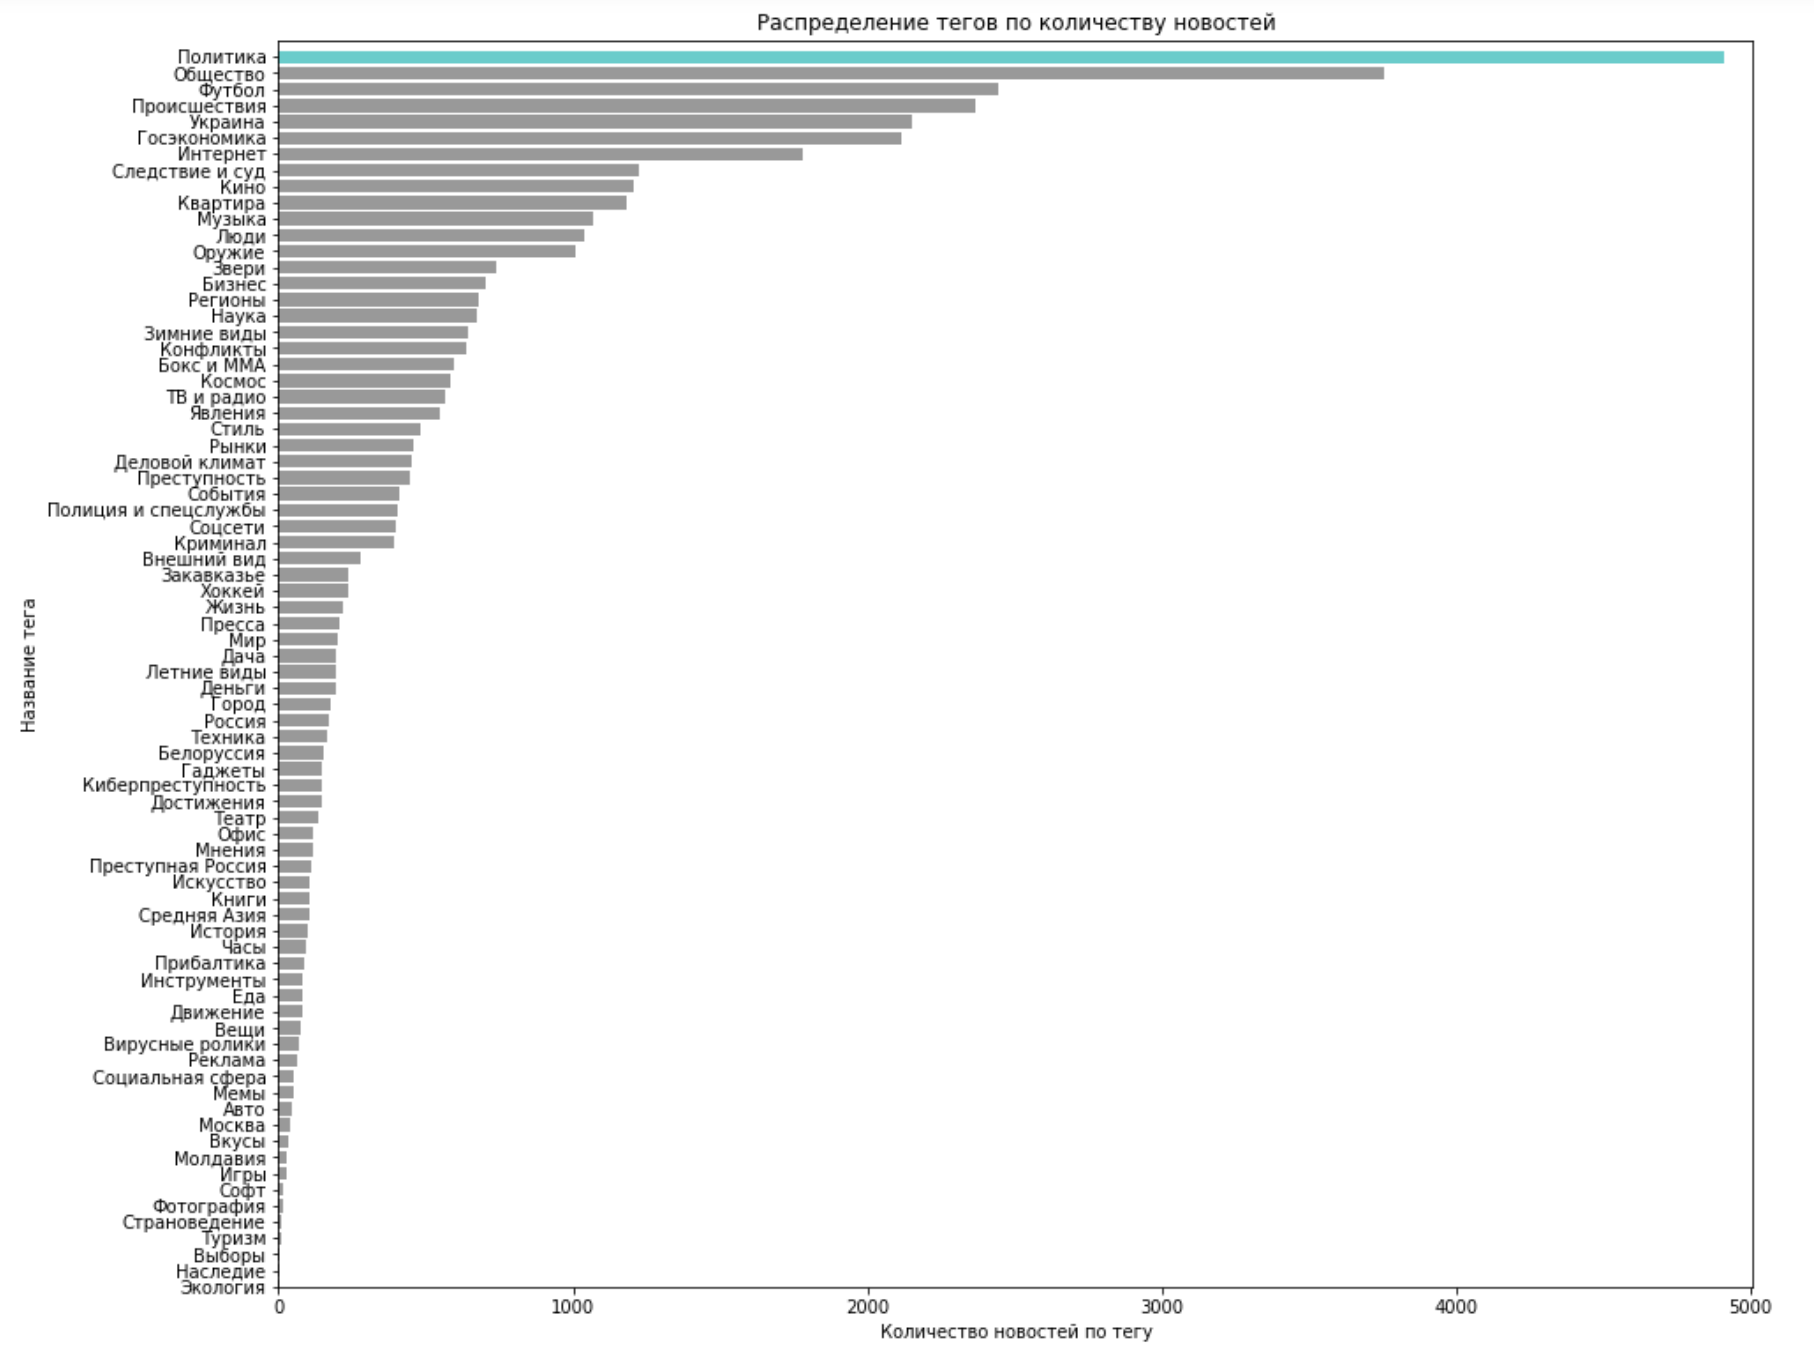 Распределение тегов по количеству новостей
Политика
Общество
Футбол
Происшествия
Украина
Госэкономика
Интернет
Следствие и суд
Кино
Квартира
Музыка
Люди
Оружие
Звери
Бизнес
Регионы
Наука
Зимние виды
Конфликты
Бокс и ММА
Космос
ТВ и радио
Явления
Стиль
Рынки
Деловой климат
Преступность
События
Полиция и спецслужбы
Соцсети
Криминал
Внешний вид
Закавказье
Хоккей
Жизнь
Пресса
Мир
Дача
Летние виды
Деньги
Город
Россия
Техника
Белоруссия
Гаджеты
Киберпреступность
Достижения
Театр
Офис
Мнения
Преступная Россия
Искусство
Книги
Средняя Азия
История
Часы
Прибалтика
Инструменты
Еда
Движение
Вещи
Вирусные ролики
Реклама
Социальная сфера
Мемы
Авто
Москва
Вкусы
Молдавия
Игры
Софт
Фотография
Страноведение
Туризм
Выборы
Наследие
Экология
Название тега
0 1000 2000 3000 4000 5000
Количество новостей по тегу